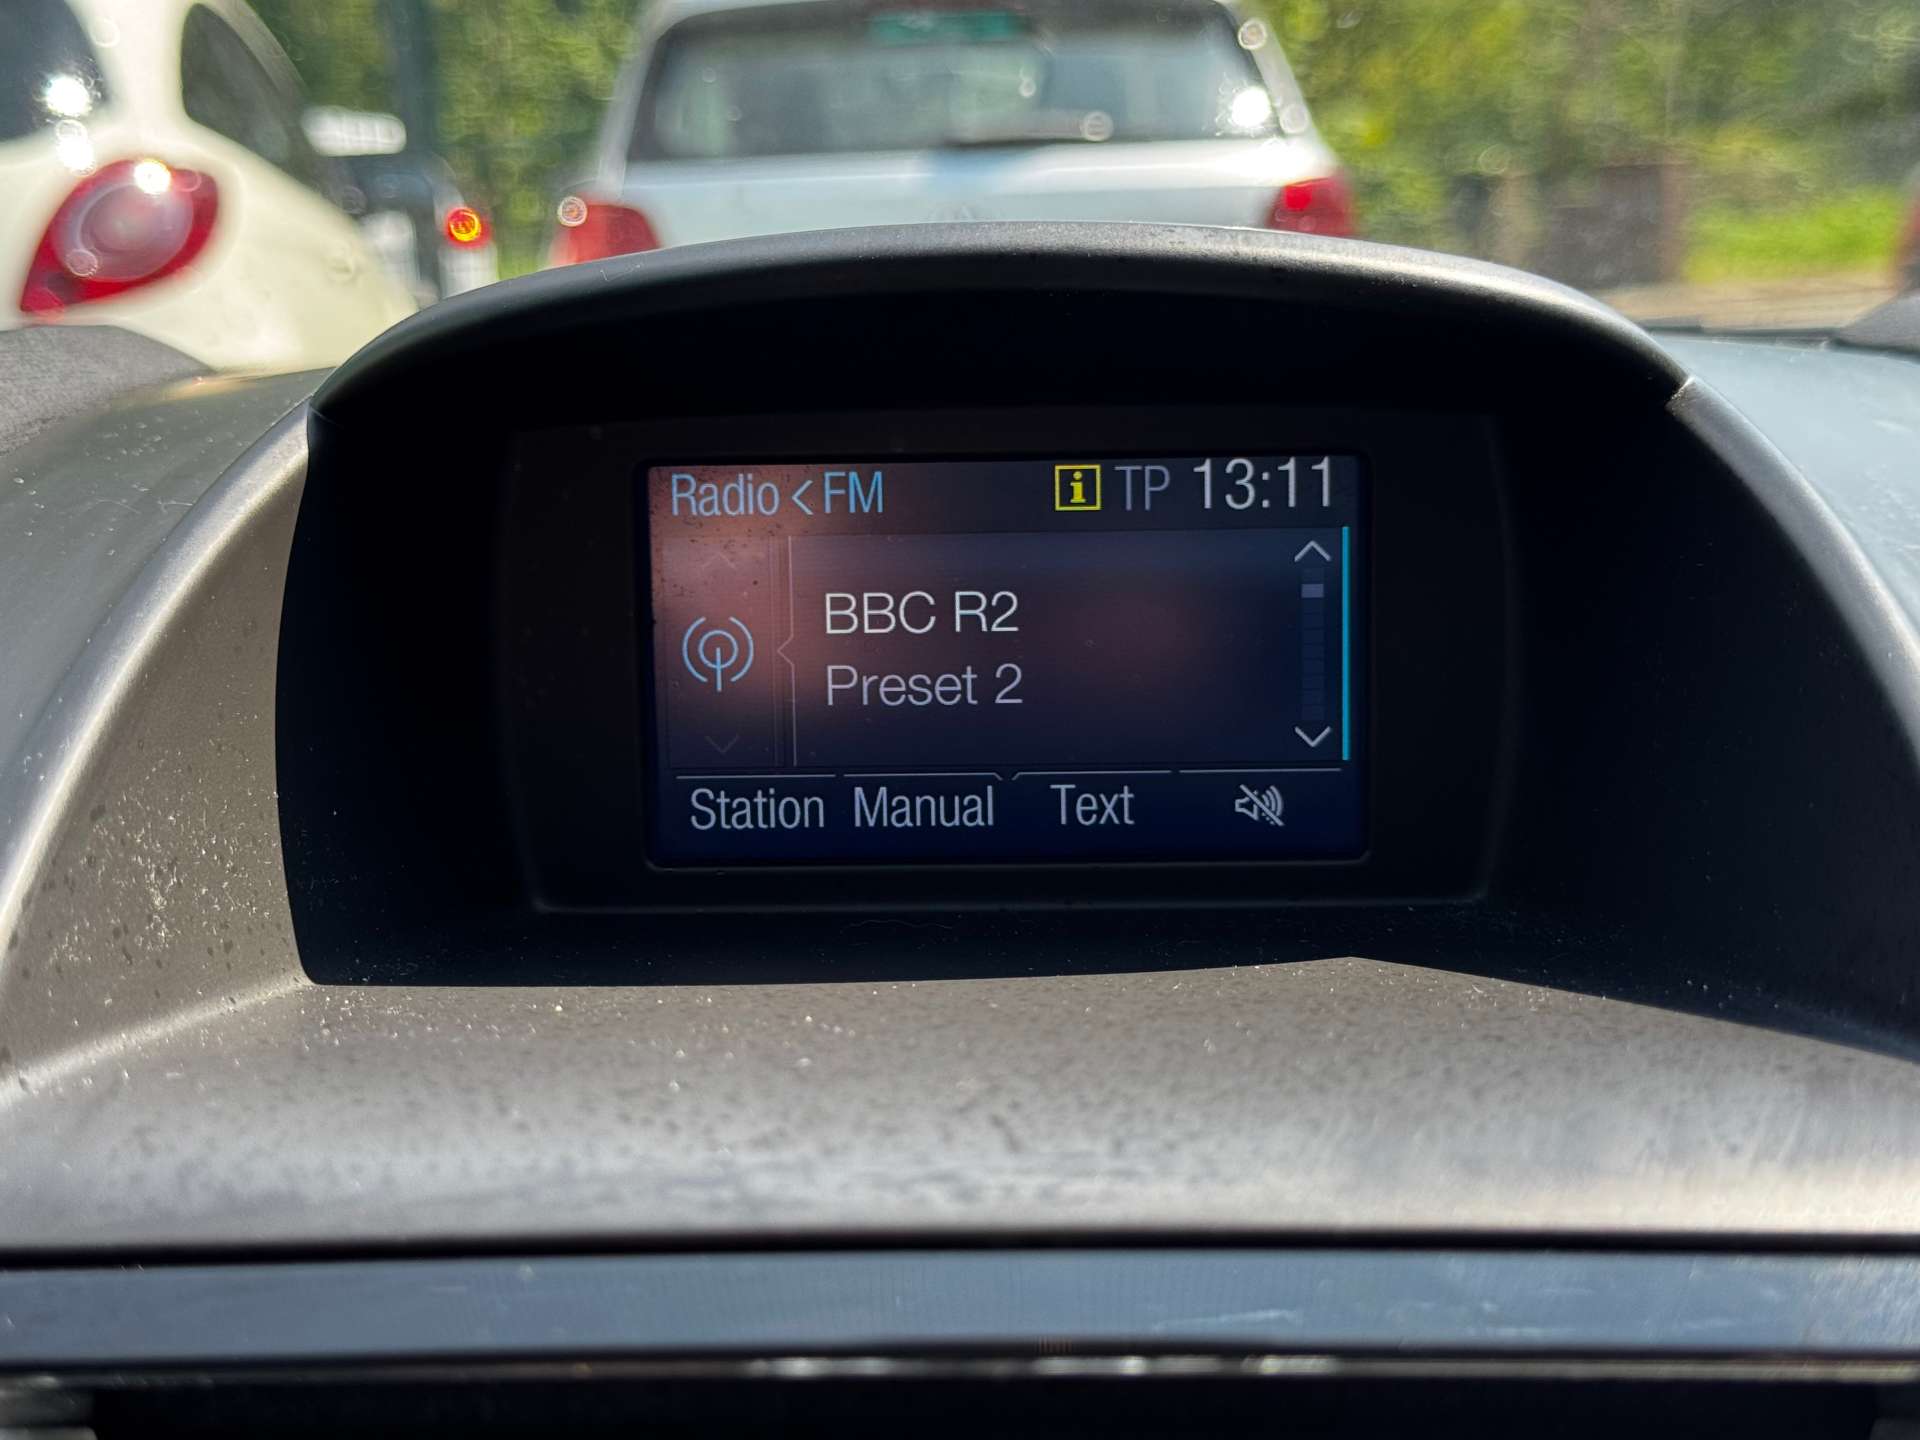 Radio < FM i TP 13:11
BBC R2
Preset 2
Station Manual Text